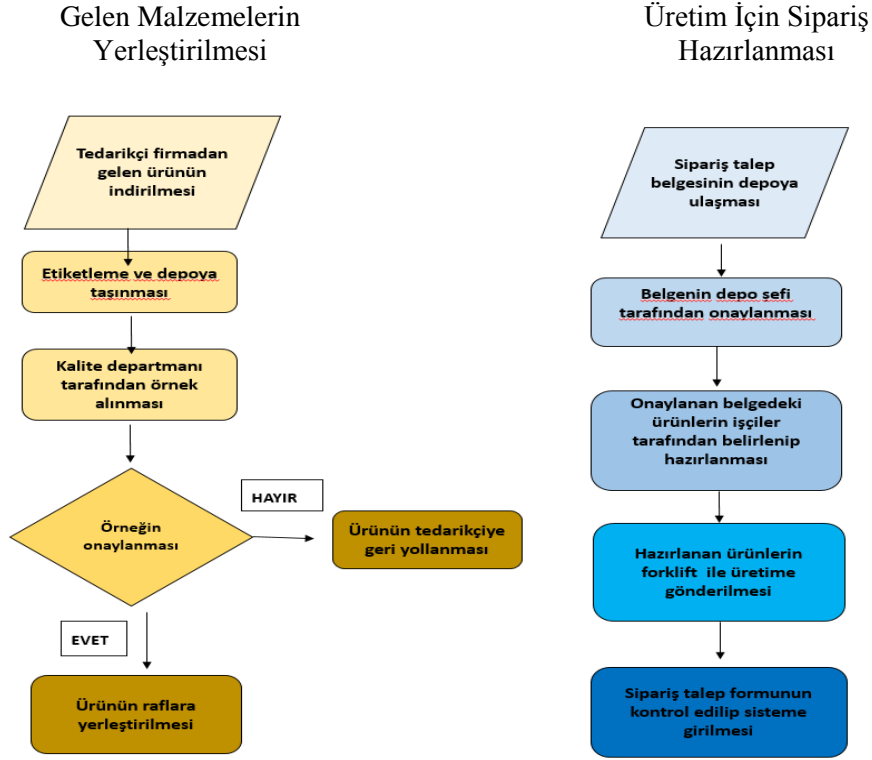 Gelen Malzemelerin
Yerleştirilmesi
Tedarikçi firmadan
gelen ürünün
indirilmesi
Etiketleme ve depoya
taşınması
Kalite departmanı
tarafından örnek
alınması
Örneğin
onaylanması
HAYIR
Ürünün tedarikçiye
geri yollanması
EVET
Ürünün raflara
yerleştirilmesi
Üretim İçin Sipariş
Hazırlanması
Sipariş talep
belgesinin depoya
ulaşması
Belgenin depo şefi
tarafından onaylanması
Onaylanan belgedeki
ürünlerin işçiler
tarafından belirlenip
hazırlanması
Hazırlanan ürünlerin
forklift ile üretime
gönderilmesi
Sipariş talep formunun
kontrol edilip sisteme
girilmesi